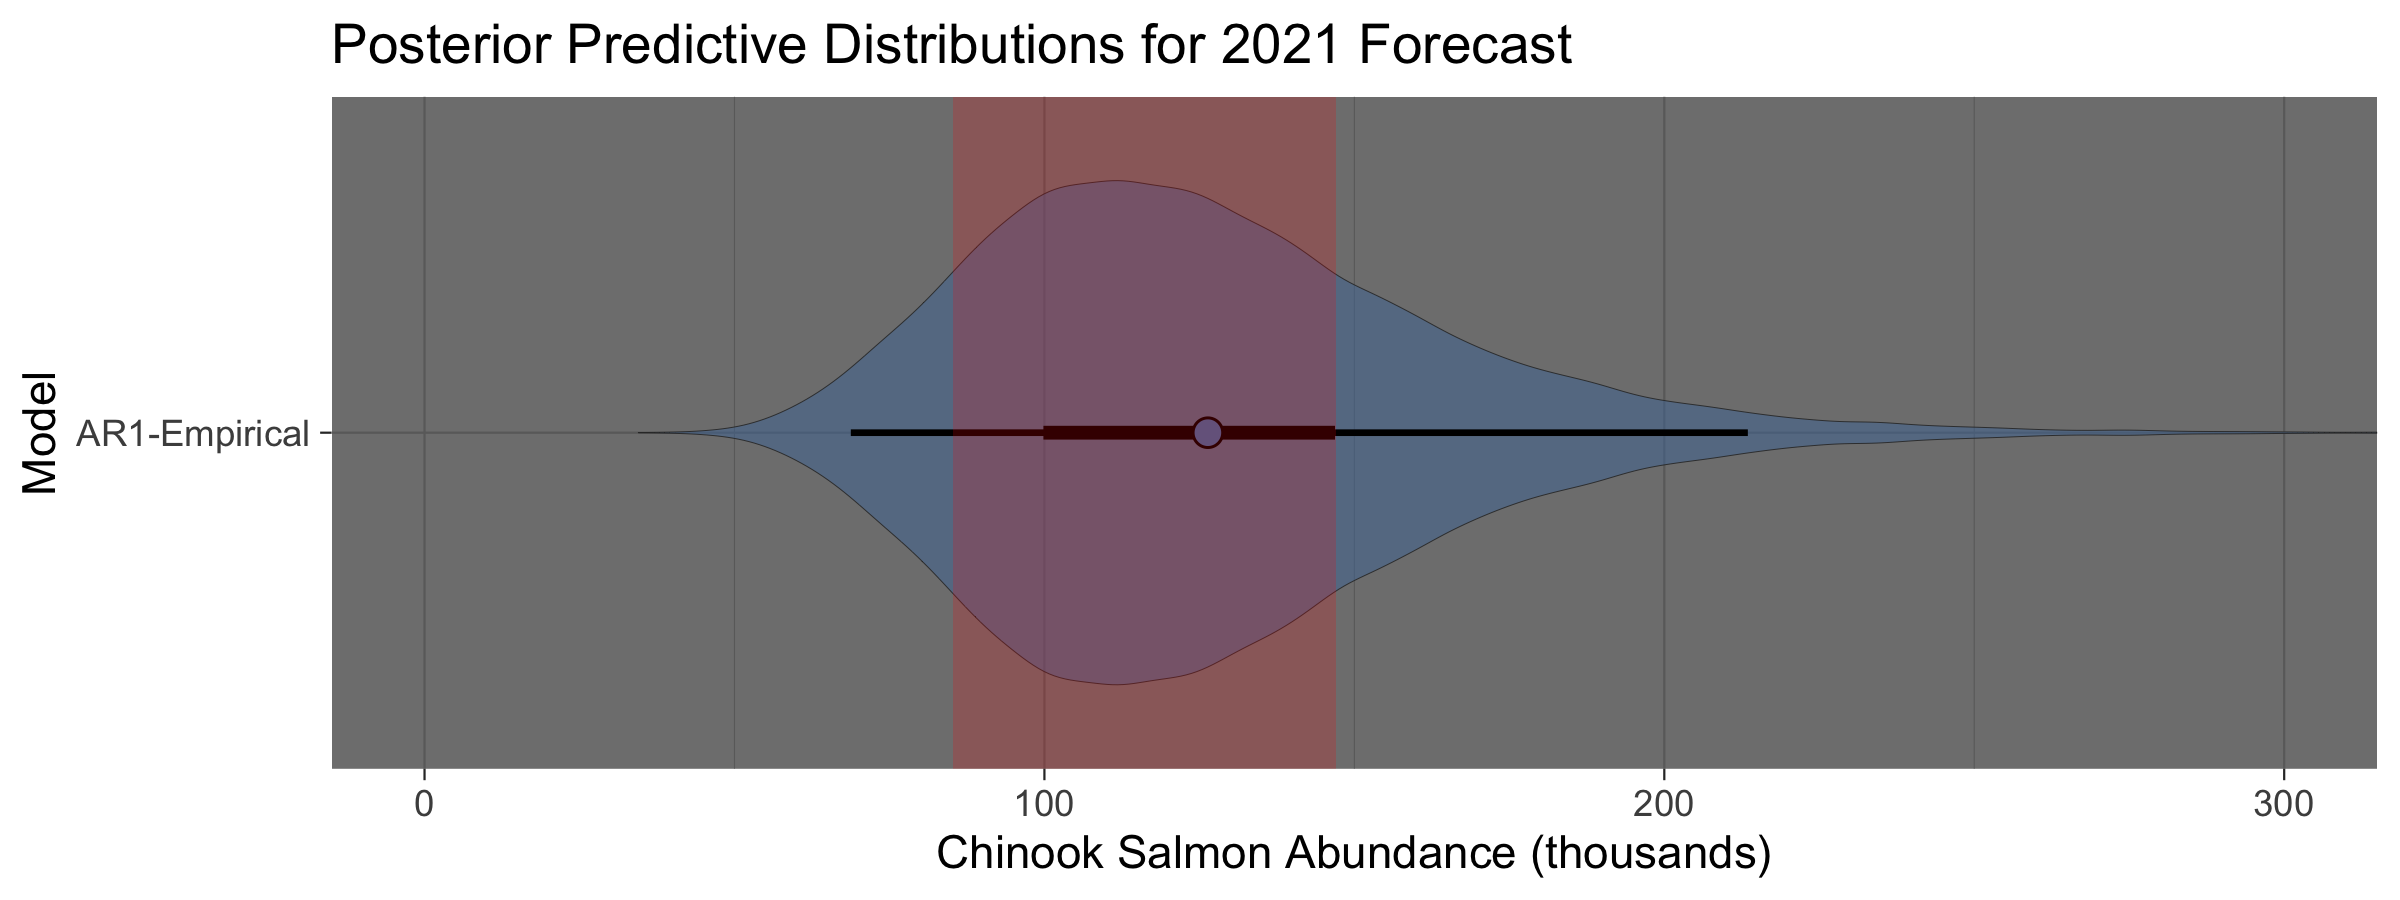 Posterior Predictive Distributions for 2021 Forecast
Model
AR1-Empirical
0 100 200 300
Chinook Salmon Abundance (thousands)